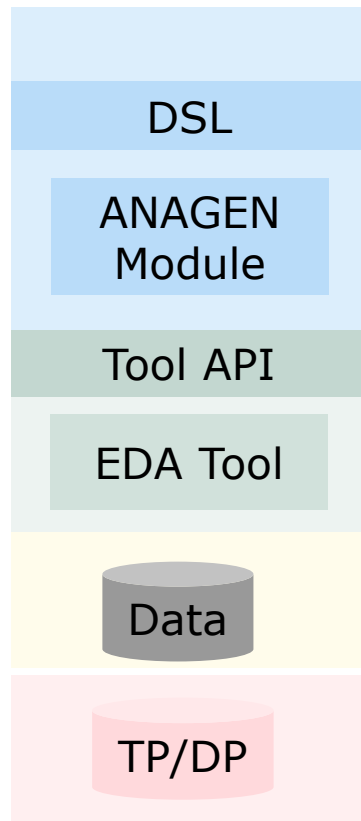 DSL
ANAGEN
Module
Tool API
EDA Tool
Data
TP/DP